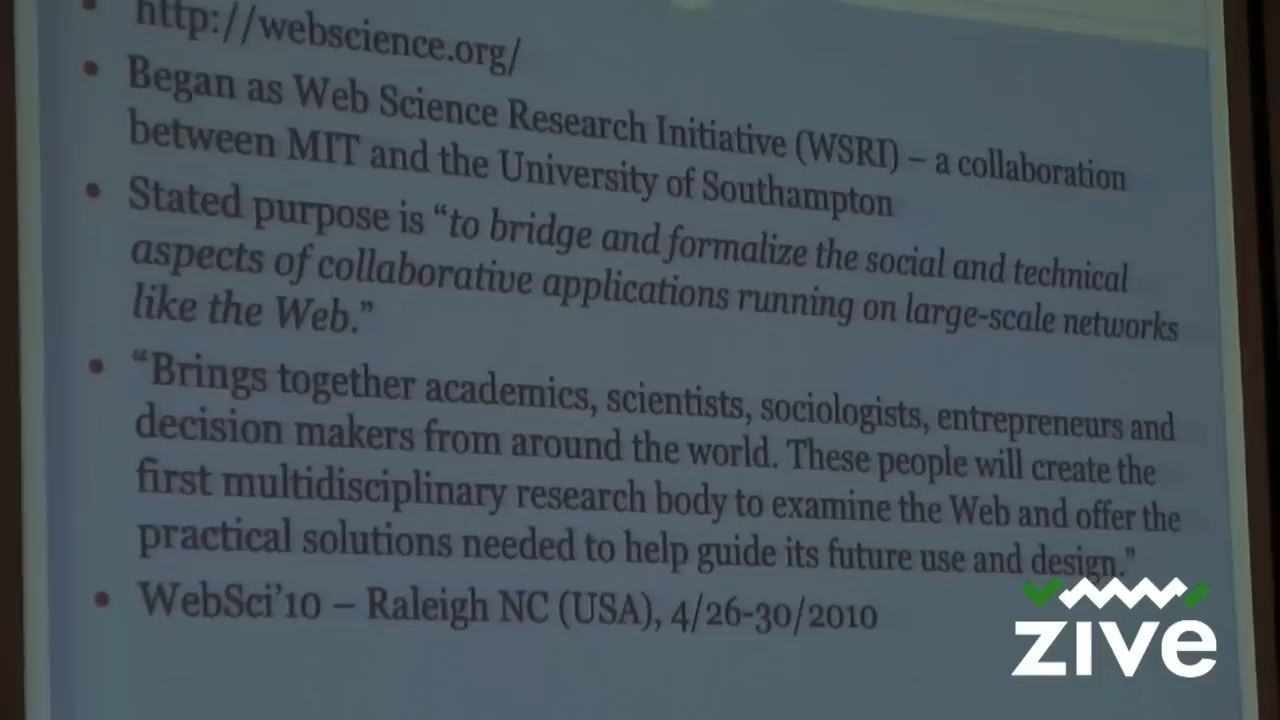 • http://webscience.org/
• Began as Web Science Research Initiative (WSRI) – a collaboration
between MIT and the University of Southampton
• Stated purpose is “to bridge and formalize the social and technical
aspects of collaborative applications running on large-scale networks
like the Web.”
• “Brings together academics, scientists, sociologists, entrepreneurs and
decision makers from around the world. These people will create the
first multidisciplinary research body to examine the Web and offer the
practical solutions needed to help guide its future use and design."
• WebSci’10 – Raleigh NC (USA), 4/26-30/2010
zive